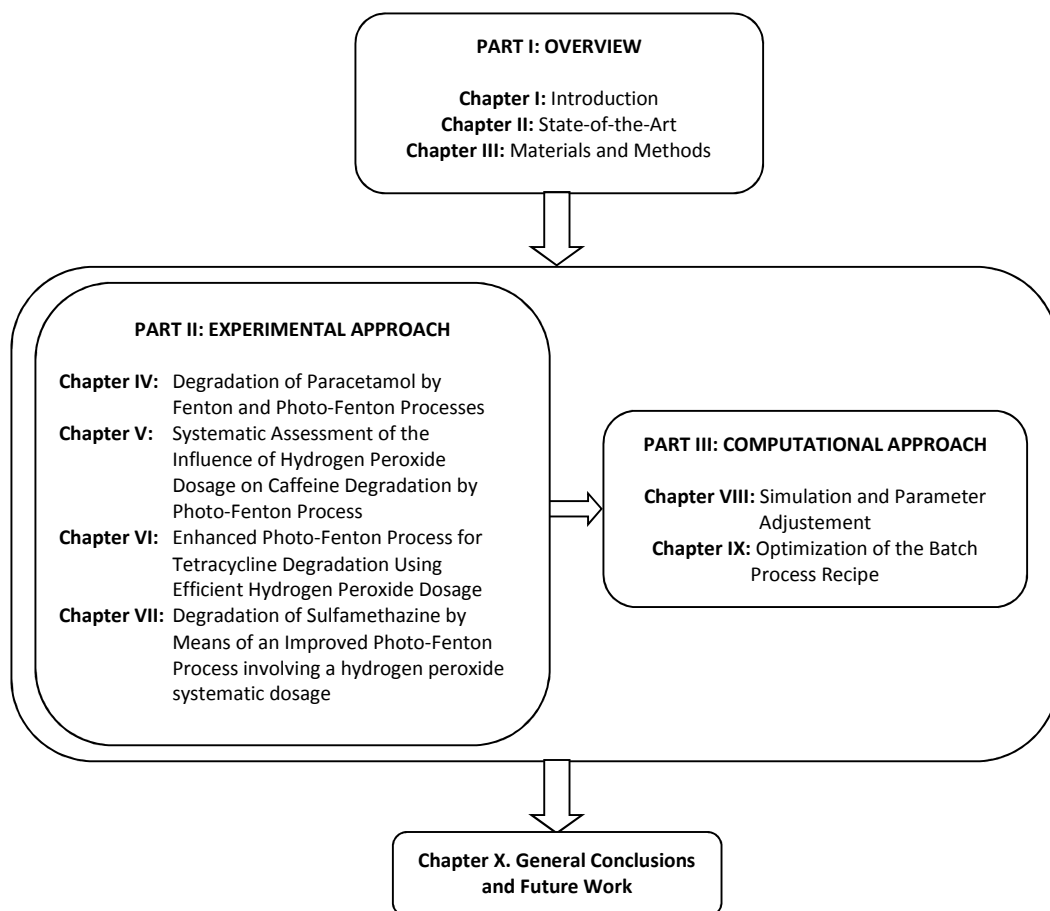 PART I: OVERVIEW
Chapter I: Introduction
Chapter II: State-of-the-Art
Chapter III: Materials and Methods
PART II: EXPERIMENTAL APPROACH
Chapter IV: Degradation of Paracetamol by
Fenton and Photo-Fenton Processes
Chapter V: Systematic Assessment of the
Influence of Hydrogen Peroxide
Dosage on Caffeine Degradation by
Photo-Fenton Process
Chapter VI: Enhanced Photo-Fenton Process for
Tetracycline Degradation Using
Efficient Hydrogen Peroxide Dosage
Chapter VII: Degradation of Sulfamethazine by
Means of an Improved Photo-Fenton
Process involving a hydrogen peroxide
systematic dosage
PART III: COMPUTATIONAL APPROACH
Chapter VIII: Simulation and Parameter
Adjustement
Chapter IX: Optimization of the Batch
Process Recipe
Chapter X. General Conclusions
and Future Work